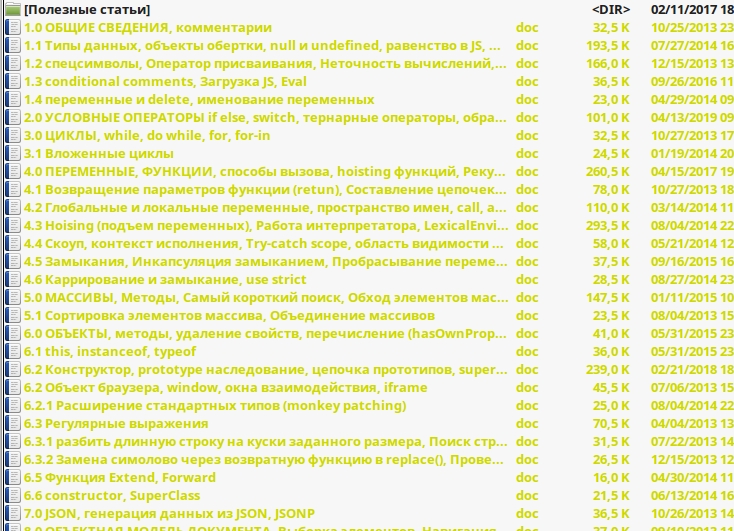 [Полезные статьи] <DIR> 02/11/2017 18
1.0 ОБЩИЕ СВЕДЕНИЯ, комментарии doc 32,5 K 10/25/2013 23
1.1 Типы данных, объекты обертки, null и undefined, равенство в JS, ... doc 193,5 K 07/27/2014 16
1.2 спецсимволы, Оператор присваивания, Неточность вычислений,... doc 166,0 K 12/15/2013 13
1.3 conditional comments, Загрузка JS, Eval doc 36,5 K 09/26/2016 11
1.4 переменные и delete, именование переменных doc 23,0 K 04/29/2014 09
2.0 УСЛОВНЫЕ ОПЕРАТОРЫ if else, switch, тернарные операторы, обра... doc 101,0 K 04/13/2019 09
3.0 ЦИКЛЫ, while, do while, for, for-in doc 32,5 K 10/27/2013 17
3.1 Вложенные циклы doc 24,5 K 01/19/2014 20
4.0 ПЕРЕМЕННЫЕ, ФУНКЦИИ, способы вызова, hoisting функций, Реку... doc 260,5 K 04/15/2017 19
4.1 Возвращение параметров функции (retun), Составление цепочек... doc 78,0 K 10/27/2013 18
4.2 Глобальные и локальные переменные, пространство имен, call, a... doc 110,0 K 03/14/2014 11
4.3 Hoising (подъем переменных), Работа интерпретатора, LexicalEnvi... doc 293,5 K 08/04/2014 22
4.4 Скоуп, контекст исполнения, Try-catch scope, область видимости ... doc 58,0 K 05/21/2014 12
4.5 Замыкания, Инкапсуляция замыканием, Пробрасывание переме... doc 37,5 K 09/16/2015 16
4.6 Каррирование и замыкание, use strict doc 28,5 K 08/27/2014 23
5.0 МАССИВЫ, Методы, Самый короткий поиск, Обход элементов мас... doc 147,5 K 01/11/2015 10
5.1 Сортировка элементов массива, Объединение массивов doc 23,5 K 08/04/2013 15
6.0 ОБЪЕКТЫ, методы, удаление свойств, перечисление (hasOwnProp... doc 41,0 K 05/31/2015 23
6.1 this, instanceof, typeof doc 36,0 K 05/31/2015 23
6.2 Конструктор, prototype наследование, цепочка прототипов, super... doc 239,0 K 02/21/2018 18
6.2 Объект браузера, window, окна взаимодействия, iframe doc 45,5 K 07/06/2013 15
6.2.1 Расширение стандартных типов (monkey patching) doc 25,0 K 08/04/2014 22
6.3 Регулярные выражения doc 70,5 K 04/04/2013 13
6.3.1 разбить длинную строку на куски заданного размера, Поиск стр... doc 31,5 K 07/22/2013 14
6.3.2 Замена симолово через возвратную функцию в replace(), Прове... doc 26,5 K 12/15/2013 12
6.5 Функция Extend, Forward doc 16,0 K 04/30/2014 11
6.6 constructor, SuperClass doc 21,5 K 06/13/2014 16
7.0 JSON, генерация данных из JSON, JSONP doc 36,5 K 10/26/2013 14